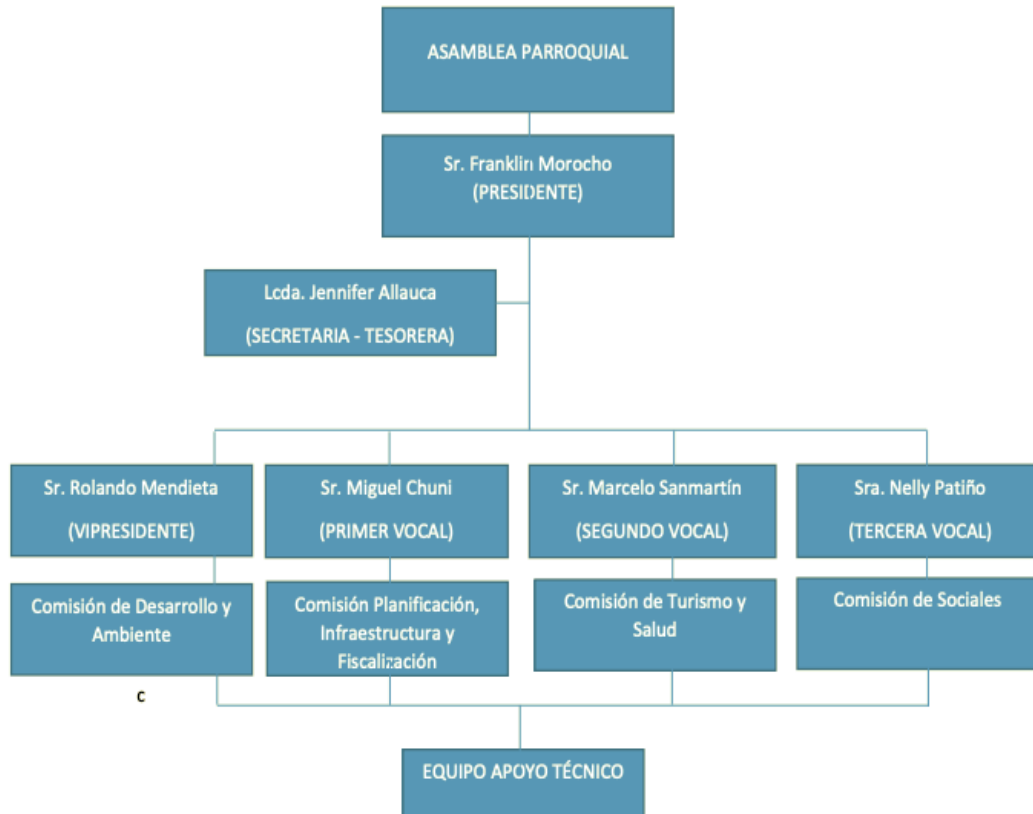 ASAMBLEA PARROQUIAL
Sr. Franklin Morocho
(PRESIDENTE)
Lcda. Jennifer Allauca
(SECRETARIA - TESORERA)
Sr. Rolando Mendieta
(VIPRESIDENTE)
Sr. Miguel Chuni
(PRIMER VOCAL)
Sr. Marcelo Sanmartín
(SEGUNDO VOCAL)
Sra. Nelly Patiño
(TERCERA VOCAL)
Comisión de Desarrollo y
Ambiente
Comisión Planificación,
Infraestructura y
Fiscalización
Comisión de Turismo y
Salud
Comisión de Sociales
c
EQUIPO APOYO TÉCNICO